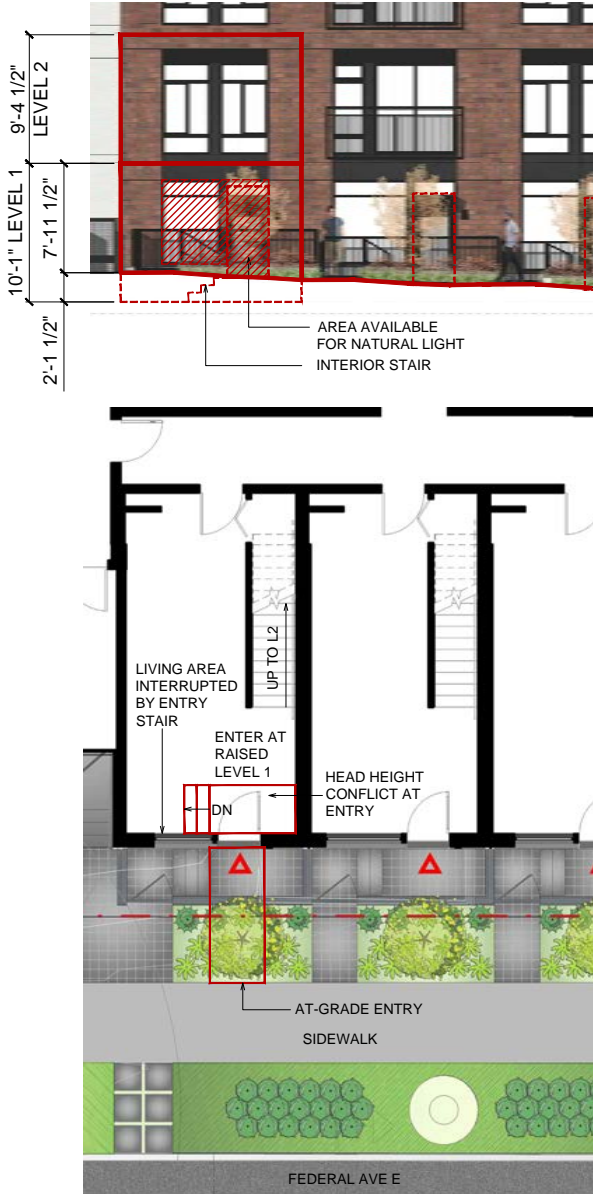 9'-4 1/2"
LEVEL 2
10'-1" LEVEL 1
7'-11 1/2"
2'-1 1/2"
AREA AVAILABLE
FOR NATURAL LIGHT
INTERIOR STAIR
UP TO L2
LIVING AREA
INTERRUPTED
BY ENTRY
STAIR
ENTER AT
RAISED
LEVEL 1
HEAD HEIGHT
CONFLICT AT
ENTRY
DN
AT-GRADE ENTRY
SIDEWALK
FEDERAL AVE E